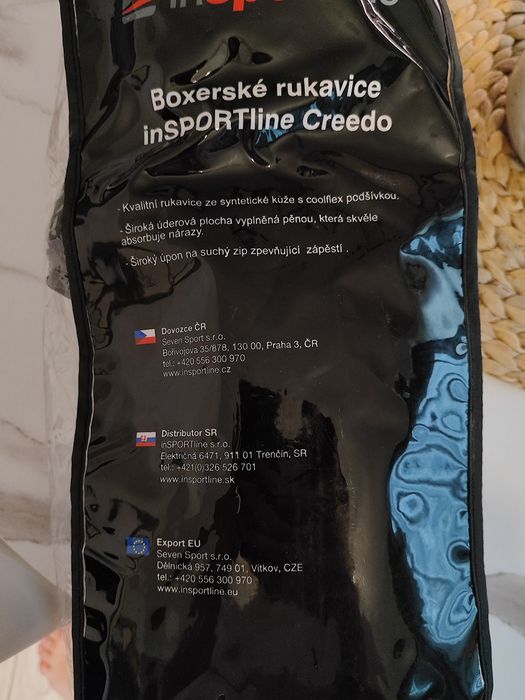 Boxerské rukavice
inSPORTline Creedo
- Kvalitní rukavice ze syntetické kůže s coolflex podšívkou.
- Široká úderová plocha vyplněná pěnou, která skvěle
absorbuje nárazy.
- Široký úpon na suchý zip zpevňující zápěstí .
Dovozce ČR
Seven Sport s.r.o.
Bořivojova 35/878, 130 00, Praha 3, ČR
tel.: +420 556 300 970
www.insportline.cz
Distributor SR
inSPORTline s.r.o.
Električná 6471, 911 01 Trenčín, SR
tel.: +421(0)326 526 701
www.insportline.sk
Export EU
Seven Sport s.r.o.
Dělnická 957, 749 01, Vítkov, CZE
tel.: +420 556 300 970
www.insportline.eu